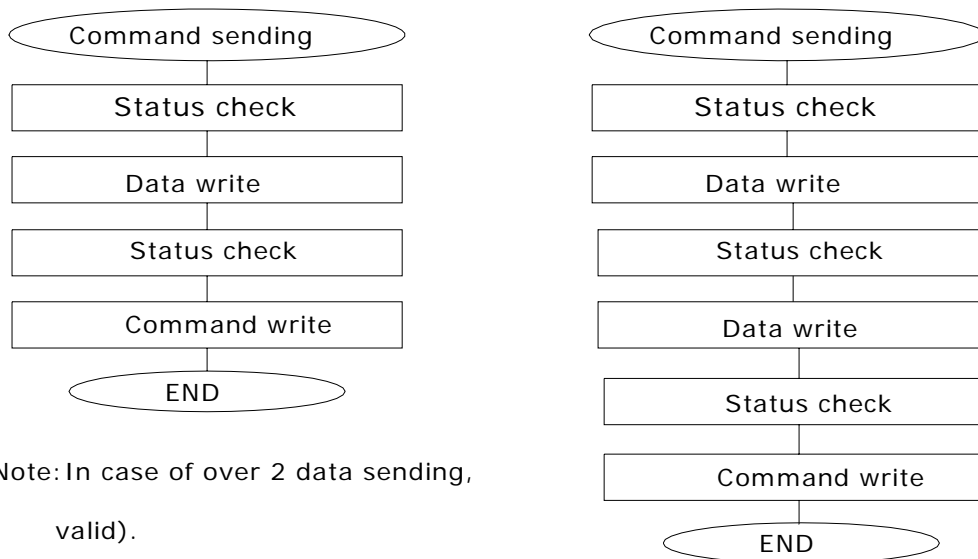 Command sending
Status check
Data write
Status check
Command write
END
Note: In case of over 2 data sending,
valid).
Command sending
Status check
Data write
Status check
Data write
Status check
Command write
END